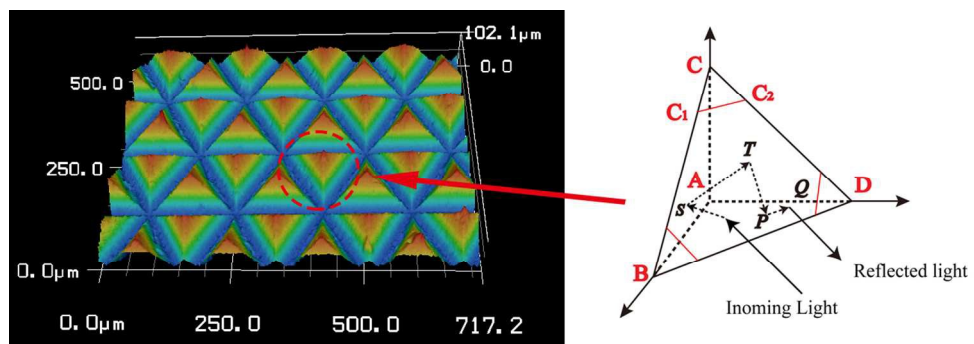 102.1μm
0.0
500.0
250.0
0.0μm
0.0μm
250.0
500.0
717.2
C
C1
C2
T
A
Q
D
S
P
B
Reflected light
Inoming Light